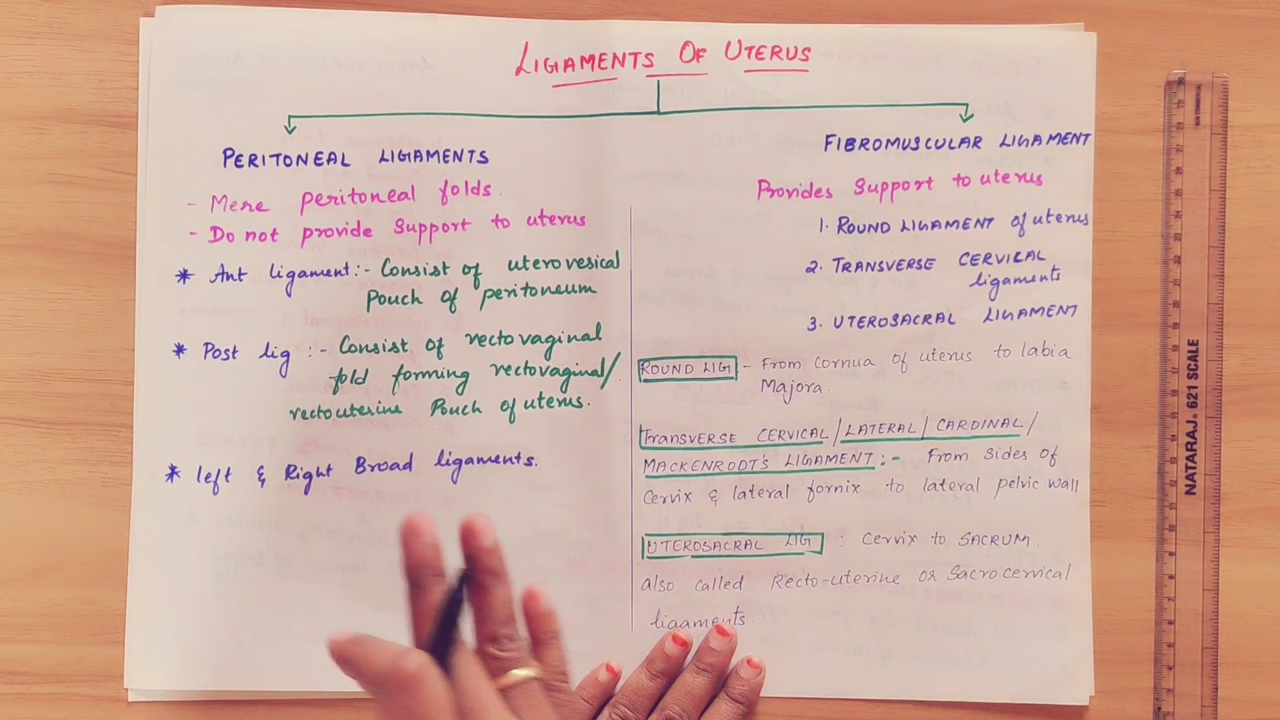 LIGAMENTS OF UTERUS
PERITONEAL LIGAMENTS
- Mere peritoneal folds.
- Do not provide Support to uterus
* Ant ligament:- Consist of uterovesical
Pouch of peritoneum
* Post lig :- Consist of rectovaginal
fold forming rectovaginal/
rectouterine Pouch of uterus.
* left & Right Broad ligaments.
FIBROMUSCULAR LIGAMENT
Provides Support to uterus
1. ROUND LIGAMENT of uterus
2. TRANSVERSE CERVICAL
ligaments
3. UTEROSACRAL LIGAMENT
ROUND LIG - From Cornua of uterus to labia
Majora.
TRANSVERSE CERVICAL / LATERAL / CARDINAL /
MACKENRODT'S LIGAMENT :- From sides of
Cervix & lateral fornix to lateral pelvic wall
UTEROSACRAL LIG : Cervix to SACRUM.
also called Recto-uterine or Sacrocervical
ligaments.
NATARAJ® 621 SCALE